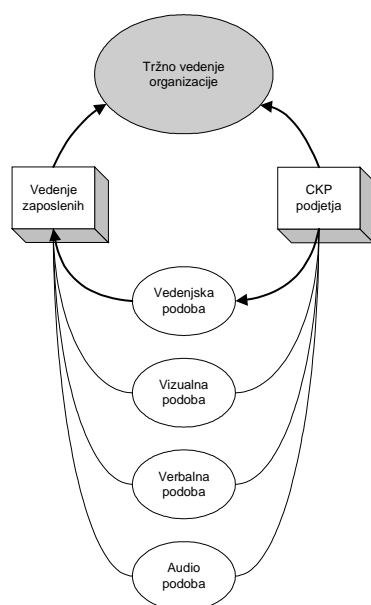 Tržno vedenje
organizacije
Vedenje
zaposlenih
CKP
podjetja
Vedenjska
podoba
Vizualna
podoba
Verbalna
podoba
Audio
podoba